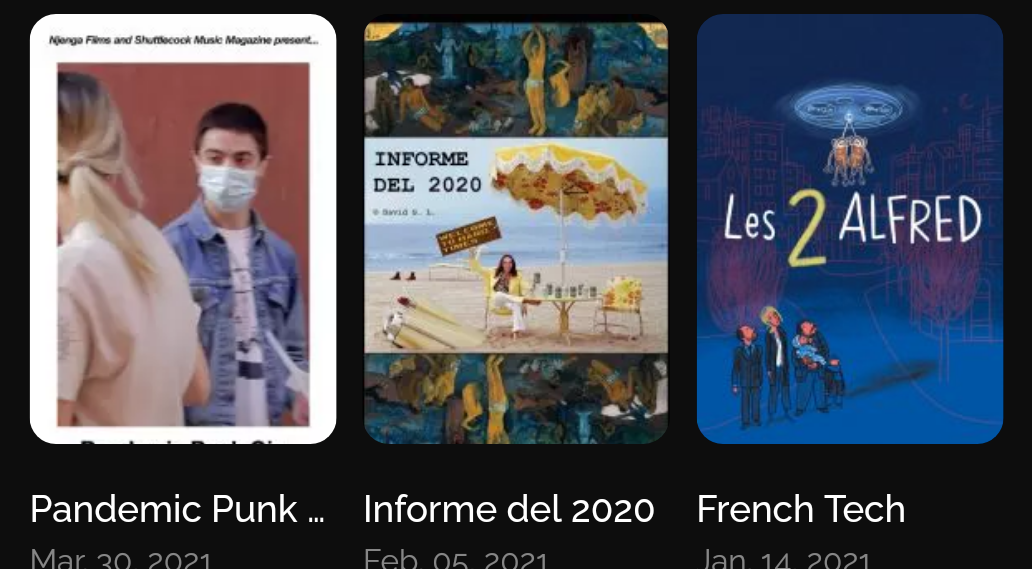 Njenga Films and Shuttlecock Music Magazine present...
INFORME
DEL 2020
© David S. L.
WELCOME
TO HARD
TIMES
Les 2 ALFRED
Pandemic Punk ...
Informe del 2020
French Tech
Mar. 30, 2021
Feb. 05, 2021
Jan. 14, 2021